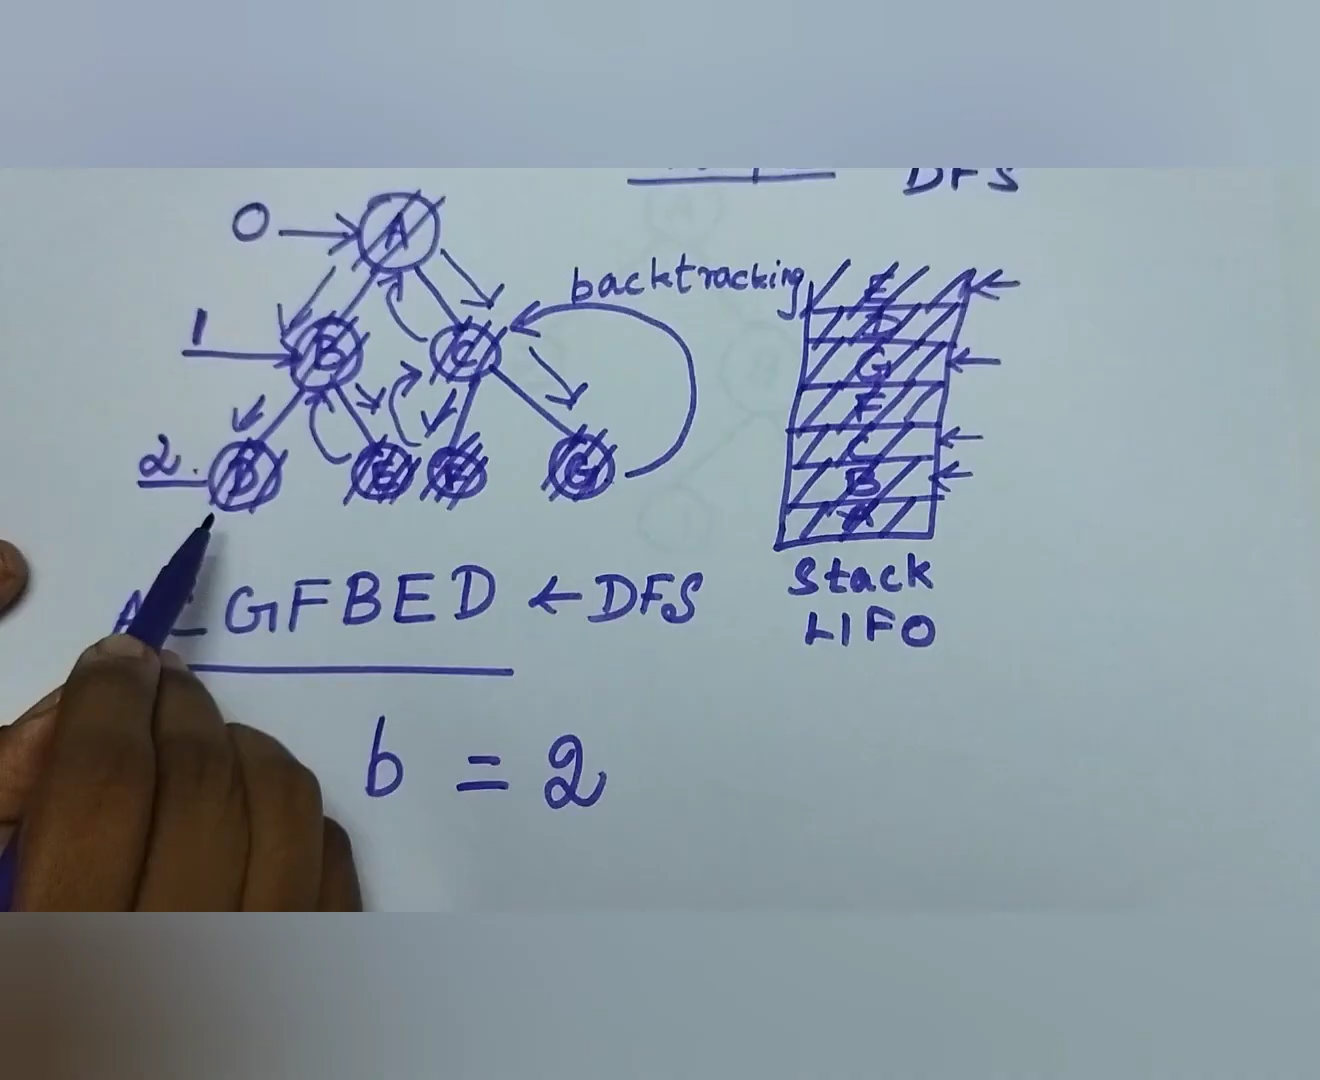 DFS
0
A
backtracking
E
D
1
B
C
G
F
C
2.
D
E
F
G
B
A
GFBED ← DFS
Stack
LIFO
b = 2